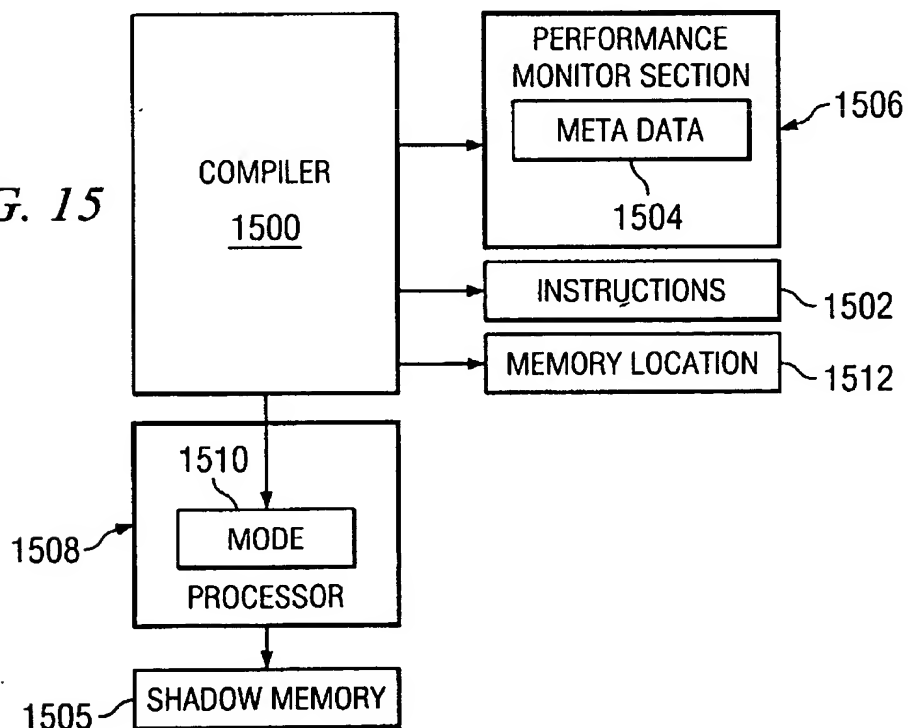 PERFORMANCE
MONITOR SECTION
META DATA
1504
1506
COMPILER
1500
G. 15
INSTRUCTIONS
1502
MEMORY LOCATION
1512
1510
MODE
1508
PROCESSOR
SHADOW MEMORY
1505